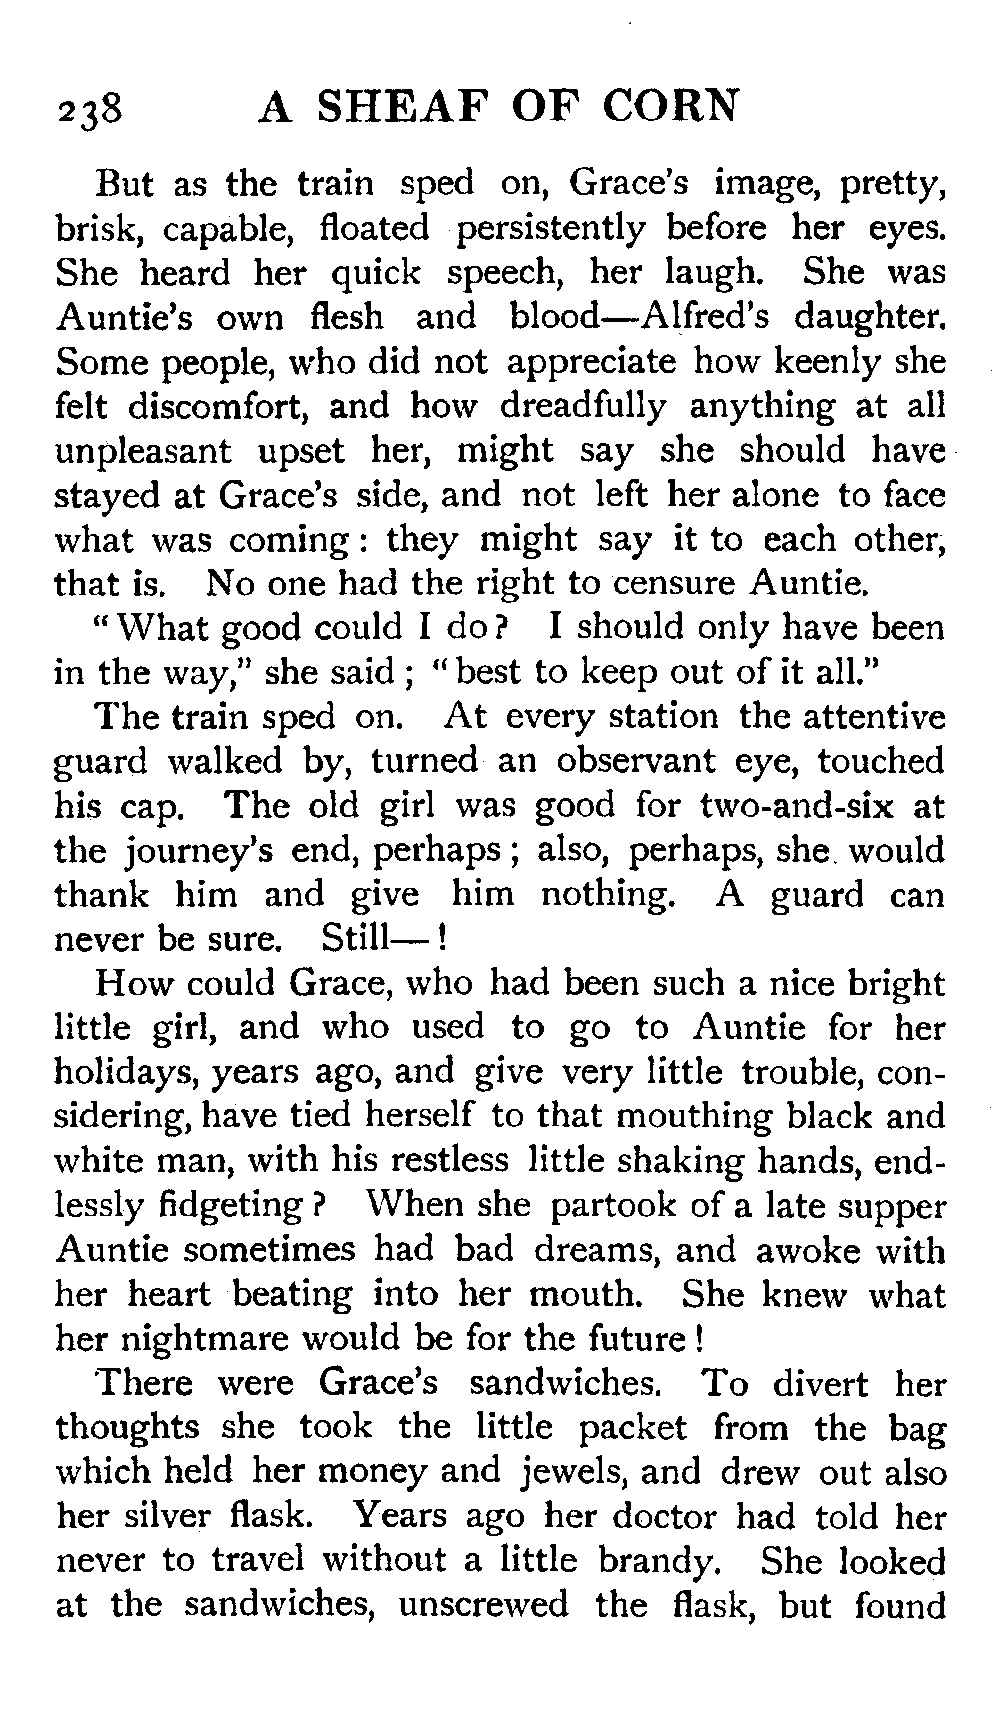 238 A SHEAF OF CORN
But as the train sped on, Grace's image, pretty,
brisk, capable, floated persistently before her eyes.
She heard her quick speech, her laugh. She was
Auntie's own flesh and blood—Alfred's daughter.
Some people, who did not appreciate how keenly she
felt discomfort, and how dreadfully anything at all
unpleasant upset her, might say she should have
stayed at Grace's side, and not left her alone to face
what was coming: they might say it to each other,
that is. No one had the right to censure Auntie.
"What good could I do? I should only have been
in the way," she said; "best to keep out of it all."
The train sped on. At every station the attentive
guard walked by, turned an observant eye, touched
his cap. The old girl was good for two-and-six at
the journey's end, perhaps; also, perhaps, she would
thank him and give him nothing. A guard can
never be sure. Still—!
How could Grace, who had been such a nice bright
little girl, and who used to go to Auntie for her
holidays, years ago, and give very little trouble, con-
sidering, have tied herself to that mouthing black and
white man, with his restless little shaking hands, end-
lessly fidgeting? When she partook of a late supper
Auntie sometimes had bad dreams, and awoke with
her heart beating into her mouth. She knew what
her nightmare would be for the future!
There were Grace's sandwiches. To divert her
thoughts she took the little packet from the bag
which held her money and jewels, and drew out also
her silver flask. Years ago her doctor had told her
never to travel without a little brandy. She looked
at the sandwiches, unscrewed the flask, but found